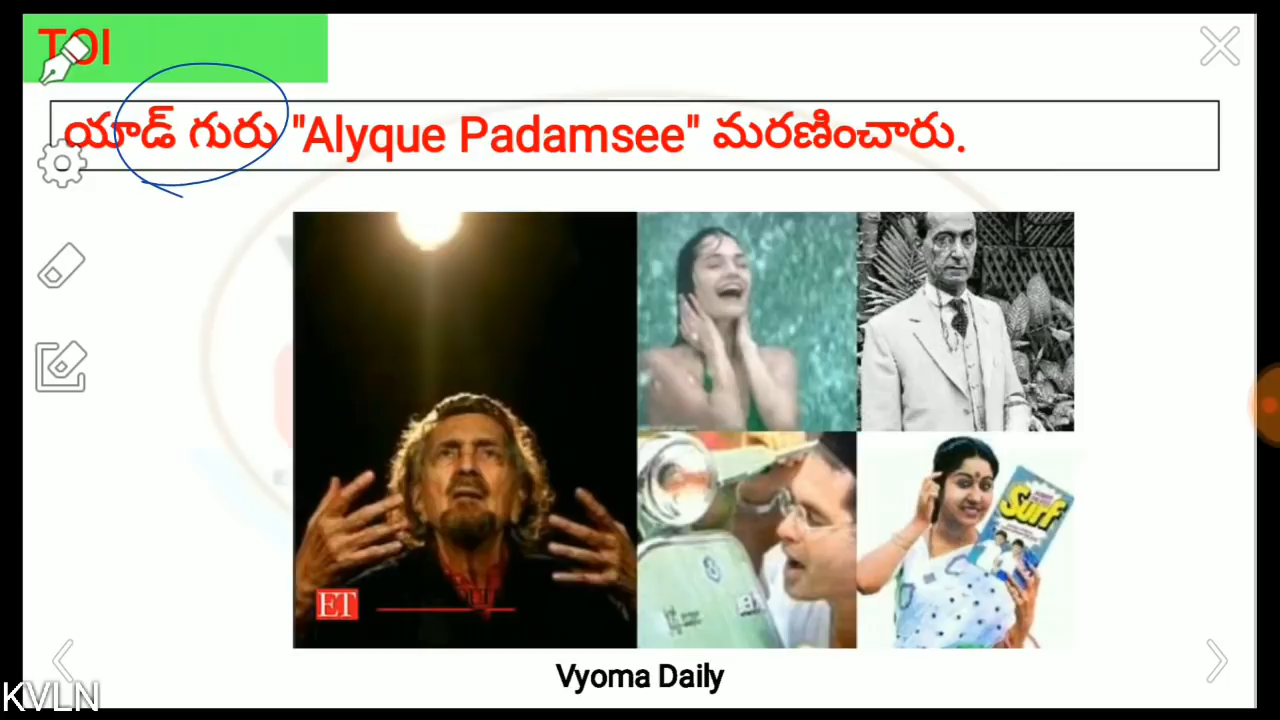 TOI
యాడ్ గురు "Alyque Padamsee" మరణించారు.
Surf
ET
Vyoma Daily
KVLN